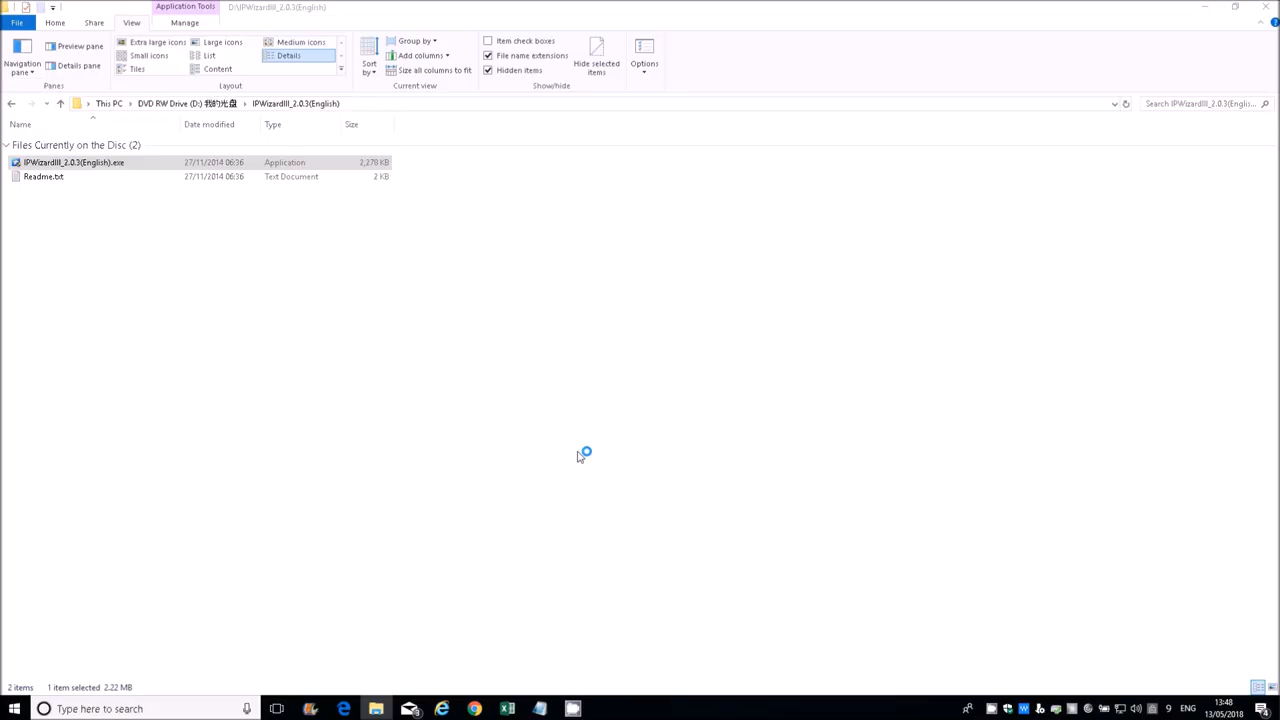 Application Tools D:\IPWizardIII_2.0.3(English)
File Home Share View Manage
Navigation pane Preview pane Details pane
Extra large icons Large icons Medium icons
Small icons List Details
Tiles Content
Sort by Group by Add columns Size all columns to fit
Item check boxes
File name extensions
Hidden items
Hide selected items Options
Panes Layout Current view Show/hide
This PC DVD RW Drive (D:) 我的光盘 IPWizardIII_2.0.3(English) Search IPWizardIII_2.0.3(Englis...
Name Date modified Type Size
Files Currently on the Disc (2)
IPWizardIII_2.0.3(English).exe 27/11/2014 06:36 Application 2,278 KB
Readme.txt 27/11/2014 06:36 Text Document 2 KB
2 items 1 item selected 2.22 MB
Type here to search 3 9 ENG 13:48 4
13/05/2018